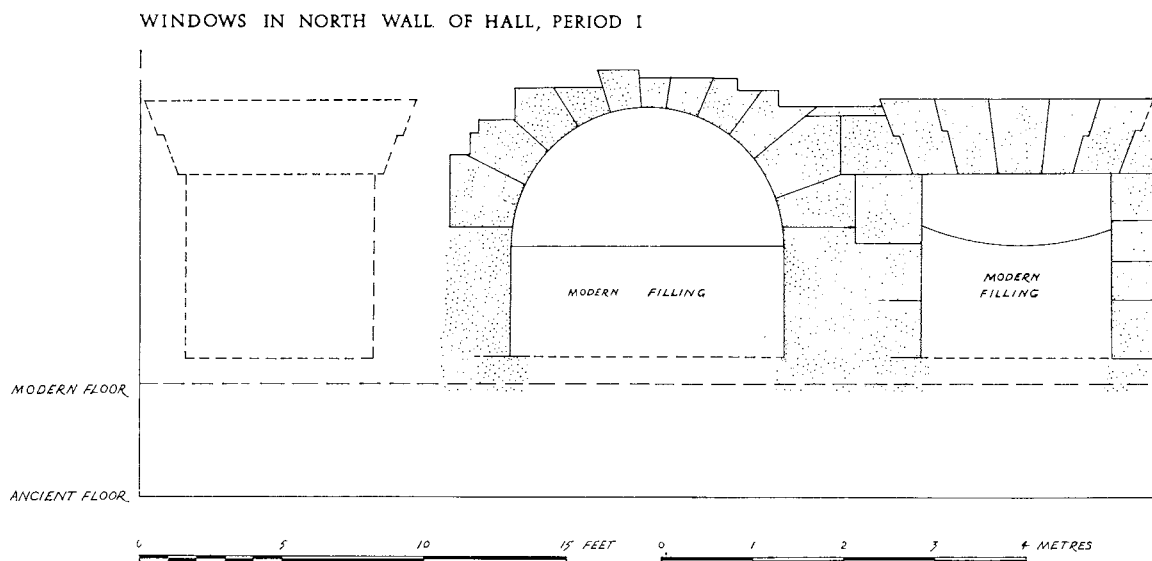 WINDOWS IN NORTH WALL OF HALL, PERIOD I
MODERN FILLING
MODERN
FILLING
MODERN FLOOR
ANCIENT FLOOR
0 5 10 15 FEET 0 1 2 3 4 METRES